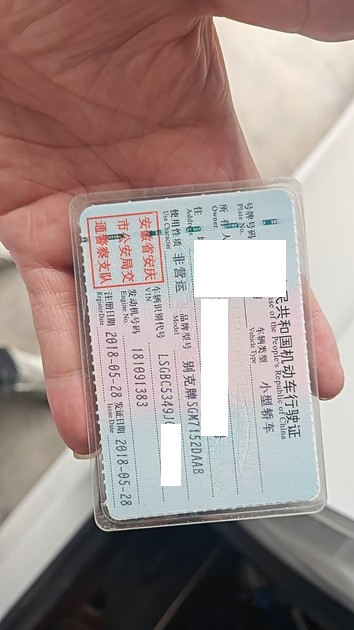 民共和国机动车行驶证
se of the People's Republic of China
号牌号码
Plate No.
车辆类型 小型轿车
Vehicle Type
所有人
Owner
住
Address
使用性质 非营运
Use Character
品牌型号 别克牌SGM7152DAAB
Model
安徽省安庆
市公安局交
通警察支队
车辆识别代号 LSGBC5349J
VIN
发动机号码 181091383
Engine No.
注册日期 2018-05-28
Register Date
发证日期 2018-05-28
Issue Date